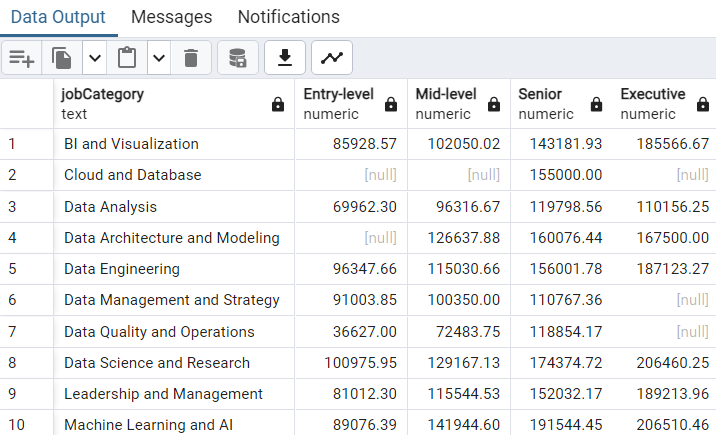 Data Output Messages Notifications
jobCategory Entry-level Mid-level Senior Executive
text numeric numeric numeric numeric
1 BI and Visualization 85928.57 102050.02 143181.93 185566.67
2 Cloud and Database [null] [null] 155000.00 [null]
3 Data Analysis 69962.30 96316.67 119798.56 110156.25
4 Data Architecture and Modeling [null] 126637.88 160076.44 167500.00
5 Data Engineering 96347.66 115030.66 156001.78 187123.27
6 Data Management and Strategy 91003.85 100350.00 110767.36 [null]
7 Data Quality and Operations 36627.00 72483.75 118854.17 [null]
8 Data Science and Research 100975.95 129167.13 174374.72 206460.25
9 Leadership and Management 81012.30 115544.53 152032.17 189213.96
10 Machine Learning and AI 89076.39 141944.60 191544.45 206510.46